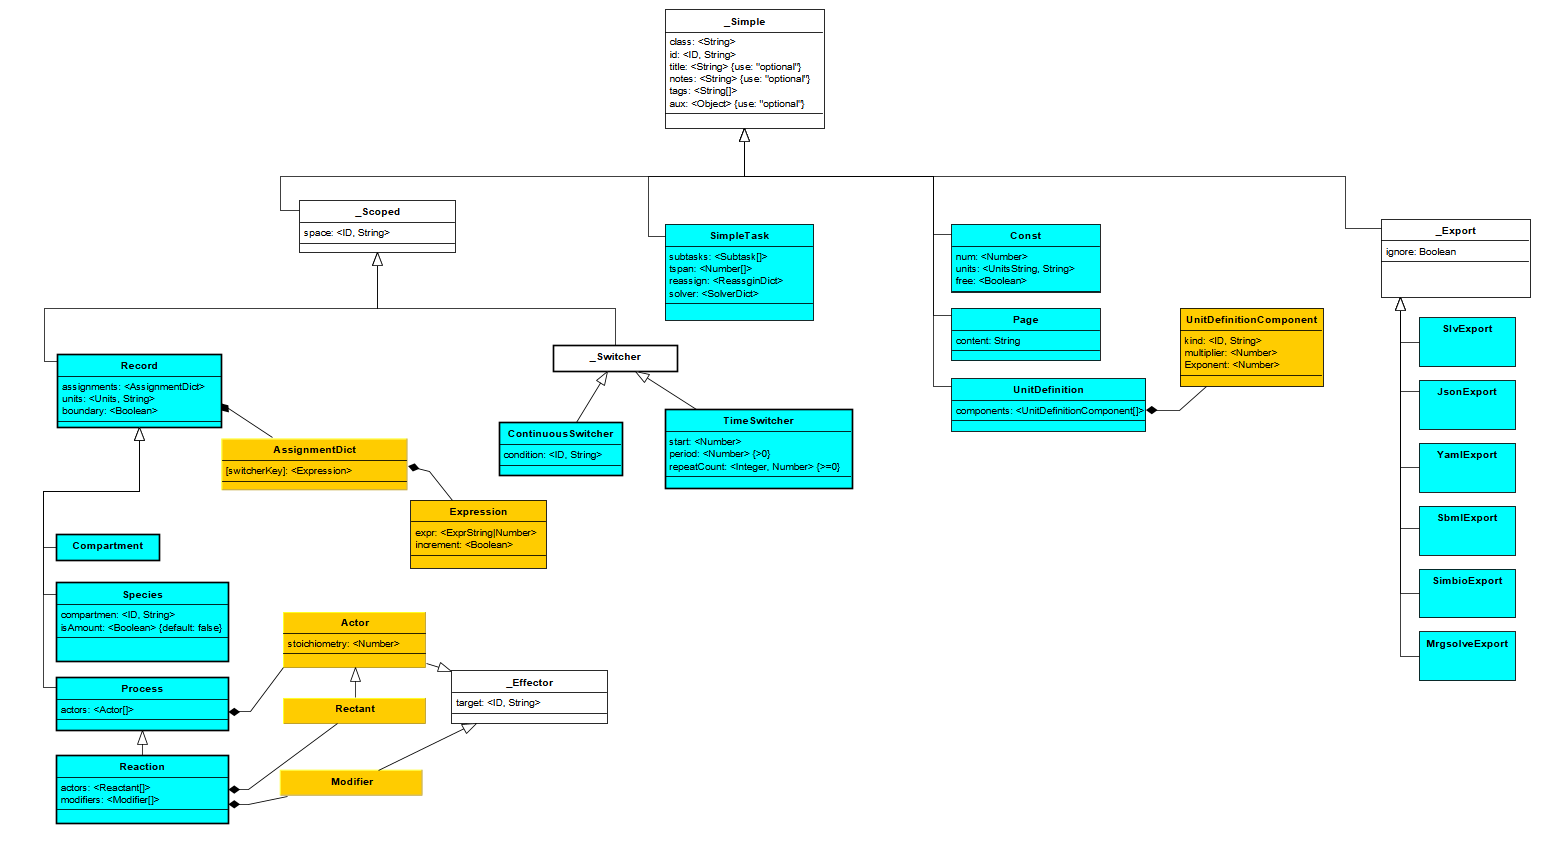 _Simple
class: <String>
id: <ID, String>
title: <String> {use: "optional"}
notes: <String> {use: "optional"}
tags: <String[]>
aux: <Object> {use: "optional"}
_Scoped
space: <ID, String>
SimpleTask
subtasks: <Subtask[]>
tspan: <Number[]>
reassign: <ReassginDict>
solver: <SolverDict>
Const
num: <Number>
units: <UnitsString, String>
free: <Boolean>
_Export
ignore: Boolean
Page
content: String
UnitDefinitionComponent
kind: <ID, String>
multiplier: <Number>
Exponent: <Number>
UnitDefinition
components: <UnitDefinitionComponent[]>
SlvExport
JsonExport
YamlExport
SbmlExport
SimbioExport
MrgsolveExport
Record
assignments: <AssignmentDict>
units: <Units, String>
boundary: <Boolean>
_Switcher
ContinuousSwitcher
condition: <ID, String>
TimeSwitcher
start: <Number>
period: <Number> {>0}
repeatCount: <Integer, Number> {>=0}
AssignmentDict
[switcherKey]: <Expression>
Expression
expr: <ExprString|Number>
increment: <Boolean>
Compartment
Species
compartmen: <ID, String>
isAmount: <Boolean> {default: false}
Process
actors: <Actor[]>
Reaction
actors: <Reactant[]>
modifiers: <Modifier[]>
Actor
stoichiometry: <Number>
_Effector
target: <ID, String>
Rectant
Modifier